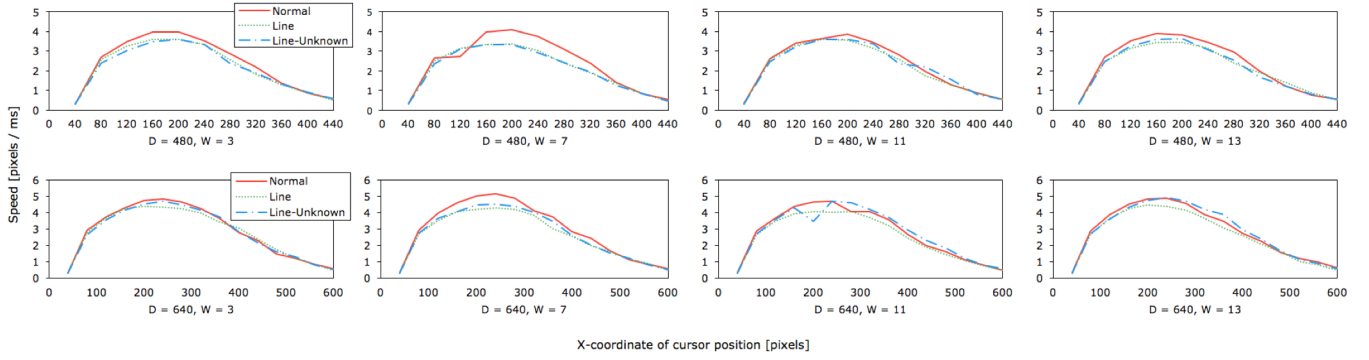 Speed [pixels / ms]
5
4
3
2
1
0
Normal
Line
Line-Unknown
0 40 80 120 160 200 240 280 320 360 400 440
D = 480, W = 3
5
4
3
2
1
0
0 40 80 120 160 200 240 280 320 360 400 440
D = 480, W = 7
5
4
3
2
1
0
0 40 80 120 160 200 240 280 320 360 400 440
D = 480, W = 11
5
4
3
2
1
0
0 40 80 120 160 200 240 280 320 360 400 440
D = 480, W = 13
6
5
4
3
2
1
0
Normal
Line
Line-Unknown
0 100 200 300 400 500 600
D = 640, W = 3
6
5
4
3
2
1
0
0 100 200 300 400 500 600
D = 640, W = 7
6
5
4
3
2
1
0
0 100 200 300 400 500 600
D = 640, W = 11
6
5
4
3
2
1
0
0 100 200 300 400 500 600
D = 640, W = 13
X-coordinate of cursor position [pixels]